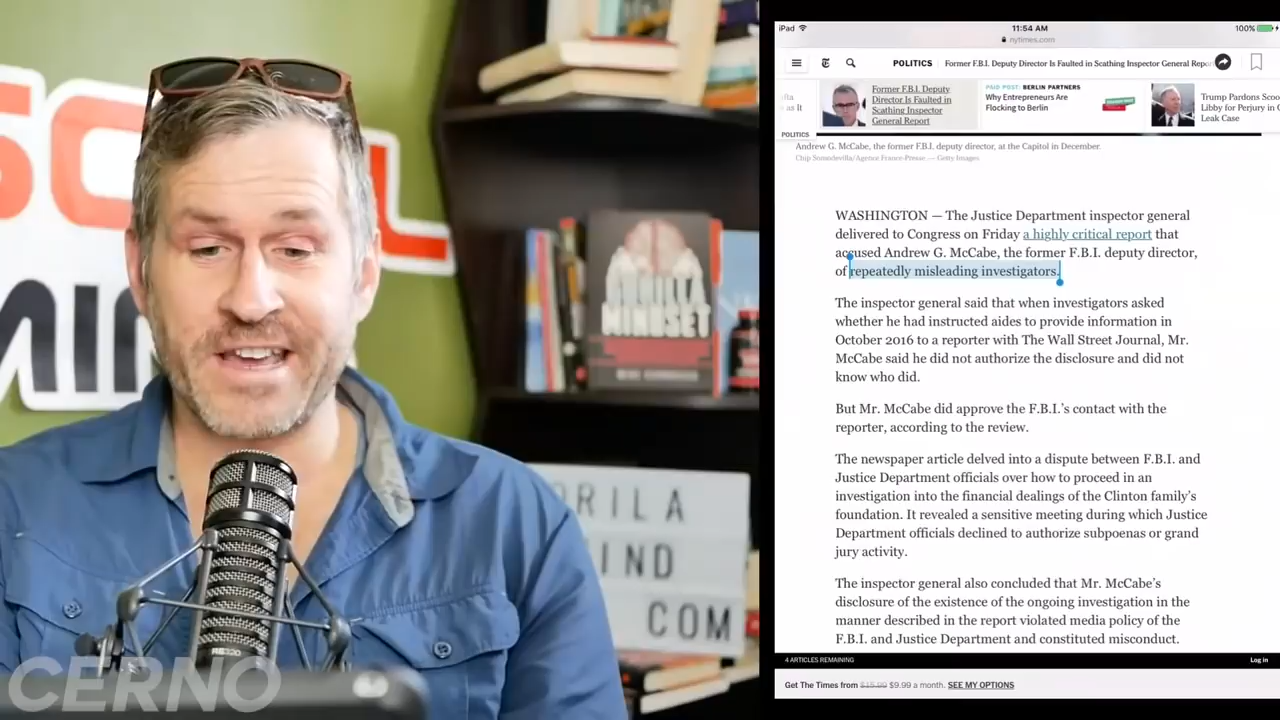 GORILLA
MINDSET
MIKE CERNOVICH
ORILA
IND
COM
RE320
CERNO
iPad
11:54 AM
100%
nytimes.com
POLITICS
Former F.B.I. Deputy Director Is Faulted in Scathing Inspector General Repor
as It
Former F.B.I. Deputy
Director Is Faulted in
Scathing Inspector
General Report
PAID POST: BERLIN PARTNERS
Why Entrepreneurs Are
Flocking to Berlin
Trump Pardons Scoo
Libby for Perjury in C
Leak Case
POLITICS
Andrew G. McCabe, the former F.B.I. deputy director, at the Capitol in December.
Chip Somodevilla/Agence France-Presse — Getty Images
WASHINGTON — The Justice Department inspector general
delivered to Congress on Friday a highly critical report that
accused Andrew G. McCabe, the former F.B.I. deputy director,
of repeatedly misleading investigators.
The inspector general said that when investigators asked
whether he had instructed aides to provide information in
October 2016 to a reporter with The Wall Street Journal, Mr.
McCabe said he did not authorize the disclosure and did not
know who did.
But Mr. McCabe did approve the F.B.I.’s contact with the
reporter, according to the review.
The newspaper article delved into a dispute between F.B.I. and
Justice Department officials over how to proceed in an
investigation into the financial dealings of the Clinton family’s
foundation. It revealed a sensitive meeting during which Justice
Department officials declined to authorize subpoenas or grand
jury activity.
The inspector general also concluded that Mr. McCabe’s
disclosure of the existence of the ongoing investigation in the
manner described in the report violated media policy of the
F.B.I. and Justice Department and constituted misconduct.
4 ARTICLES REMAINING
Log in
Get The Times from $15.99 $9.99 a month. SEE MY OPTIONS